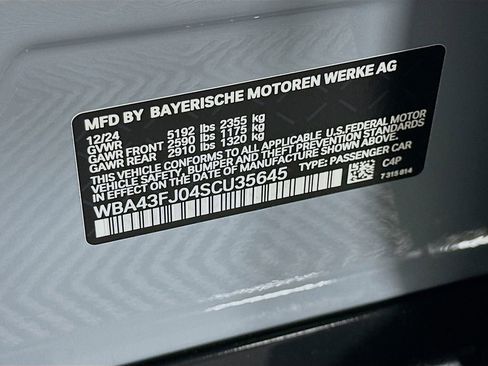 MFD BY BAYERISCHE MOTOREN WERKE AG
12/24
GVWR 5192 lbs 2355 kg
GAWR FRONT 2590 lbs 1175 kg
GAWR REAR 2910 lbs 1320 kg
THIS VEHICLE CONFORMS TO ALL APPLICABLE U.S. FEDERAL MOTOR
VEHICLE SAFETY, BUMPER, AND THEFT PREVENTION STANDARDS IN
EFFECT ON THE DATE OF MANUFACTURE SHOWN ABOVE.
WBA43FJ04SCU35645 TYPE: PASSENGER CAR
C4P
7 315 614